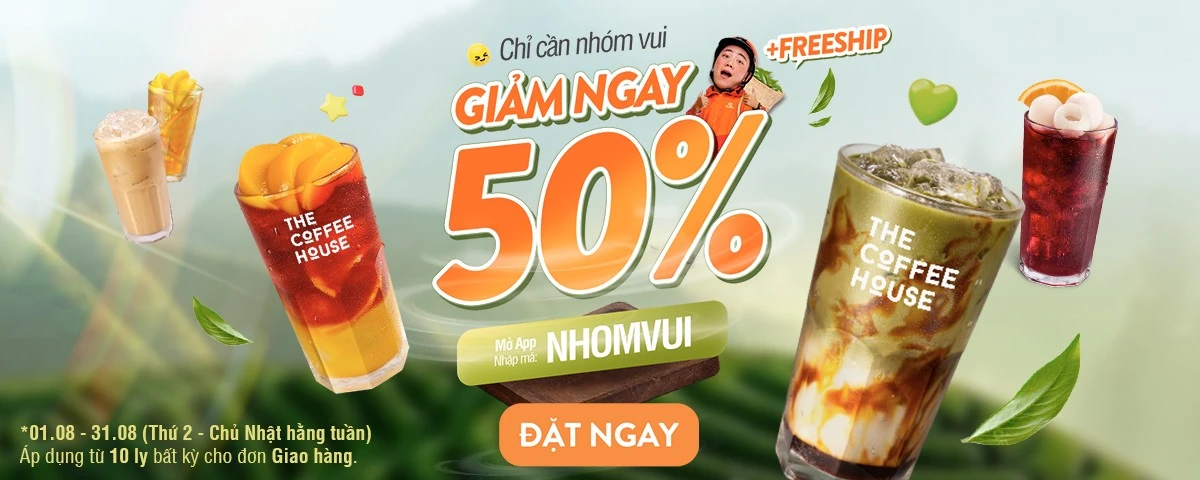 Chỉ cần nhóm vui
+FREESHIP
GIẢM NGAY
50%
THE
COFFEE
HOUSE
THE
COFFEE
HOUSE
Mở App
Nhập mã: NHOMVUI
ĐẶT NGAY
*01.08 - 31.08 (Thứ 2 - Chủ Nhật hằng tuần)
Áp dụng từ 10 ly bất kỳ cho đơn Giao hàng.